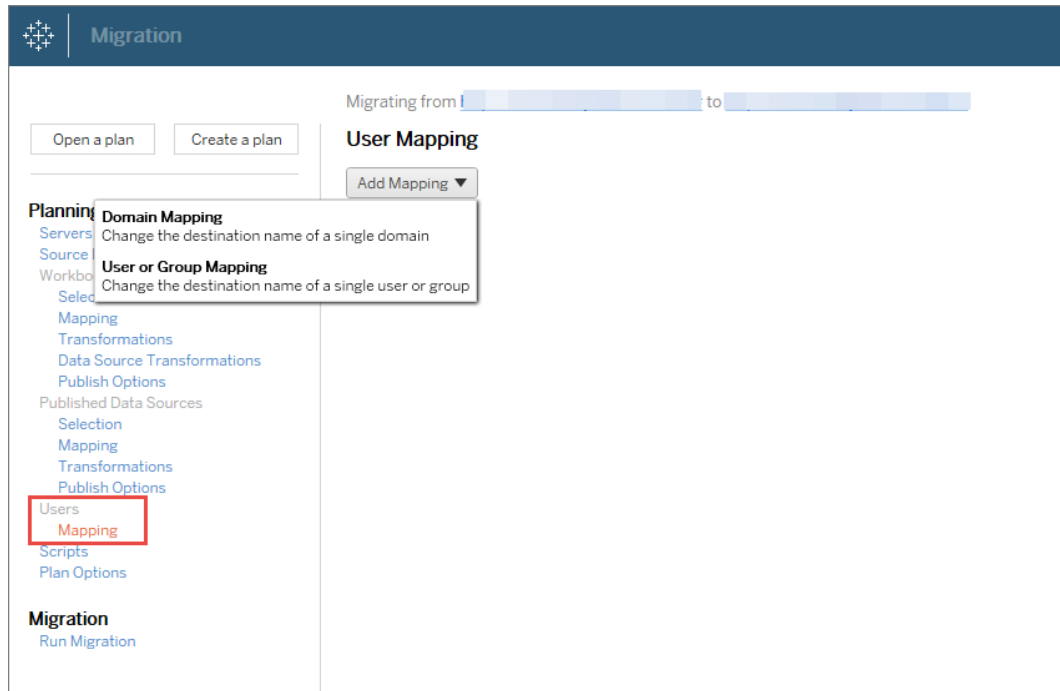 Migration
Migrating from to
Open a plan
Create a plan
User Mapping
Add Mapping ▼
Planning
Domain Mapping
Change the destination name of a single domain
User or Group Mapping
Change the destination name of a single user or group
Servers
Source
Selec
Mapping
Transformations
Data Source Transformations
Publish Options
Published Data Sources
Selection
Mapping
Transformations
Publish Options
Users
Mapping
Scripts
Plan Options
Migration
Run Migration